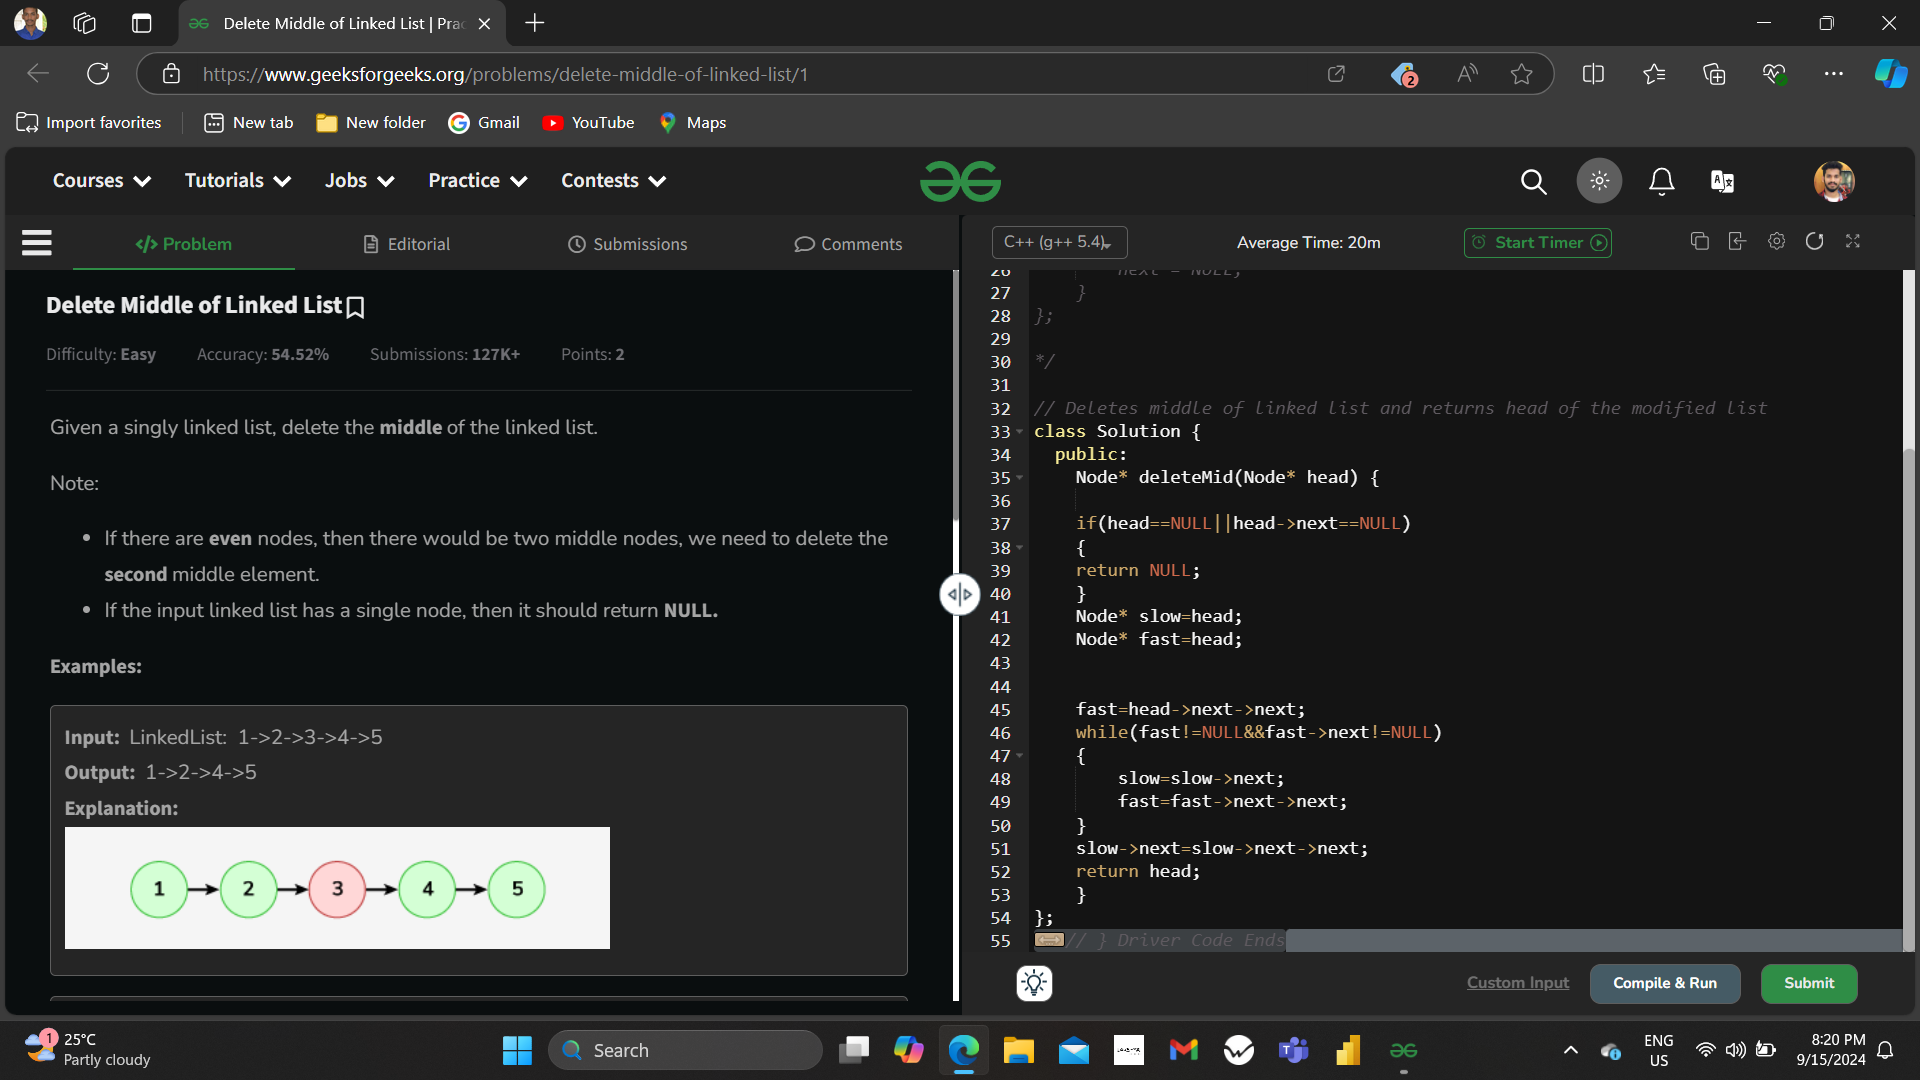 Delete Middle of Linked List | Prac
https://www.geeksforgeeks.org/problems/delete-middle-of-linked-list/1
2
Import favorites
New tab
New folder
Gmail
YouTube
Maps
Courses
Tutorials
Jobs
Practice
Contests
</> Problem
Editorial
Submissions
Comments
C++ (g++ 5.4)
Average Time: 20m
Start Timer
Delete Middle of Linked List
Difficulty: Easy
Accuracy: 54.52%
Submissions: 127K+
Points: 2
Given a singly linked list, delete the middle of the linked list.
Note:
• If there are even nodes, then there would be two middle nodes, we need to delete the
second middle element.
• If the input linked list has a single node, then it should return NULL.
Examples:
Input: LinkedList: 1->2->3->4->5
Output: 1->2->4->5
Explanation:
1 2 3 4 5
26 next = NULL;
27 }
28 };
29
30 */
31
32 // Deletes middle of linked list and returns head of the modified list
33 class Solution {
34 public:
35 Node* deleteMid(Node* head) {
36
37 if(head==NULL||head->next==NULL)
38 {
39 return NULL;
40 }
41 Node* slow=head;
42 Node* fast=head;
43
44
45 fast=head->next->next;
46 while(fast!=NULL&&fast->next!=NULL)
47 {
48 slow=slow->next;
49 fast=fast->next->next;
50 }
51 slow->next=slow->next->next;
52 return head;
53 }
54 };
55 // } Driver Code Ends
Custom Input
Compile & Run
Submit
1
25°C
Partly cloudy
Search
ENG
US
8:20 PM
9/15/2024